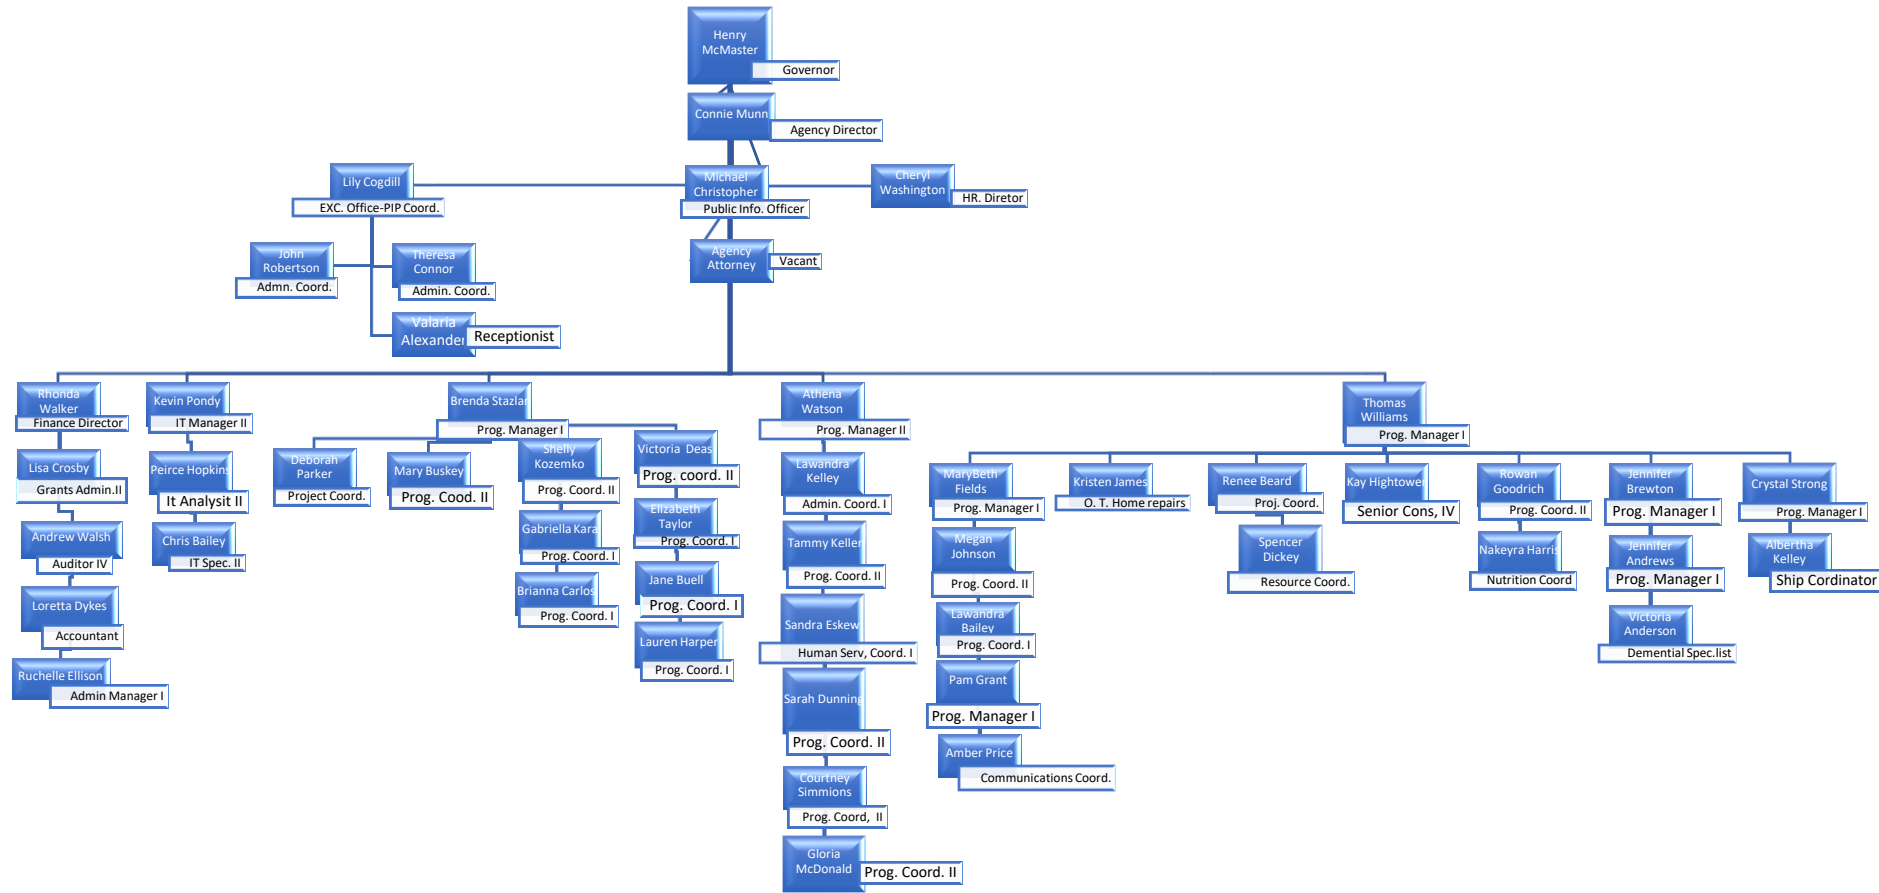 Henry
McMaster
Governor
Connie Munn
Agency Director
Lily Cogdill
EXC. Office-PIP Coord.
Michael
Christopher
Public Info. Officer
Cheryl
Washington
HR. Diretor
John
Robertson
Admn. Coord.
Theresa
Connor
Admin. Coord.
Agency
Attorney
Vacant
Valaria
Alexander
Receptionist
Rhonda
Walker
Finance Director
Lisa Crosby
Grants Admin.II
Andrew Walsh
Auditor IV
Loretta Dykes
Accountant
Ruchelle Ellison
Admin Manager I
Kevin Pondy
IT Manager II
Peirce Hopkins
It Analysit II
Chris Bailey
IT Spec. II
Brenda Stazlar
Prog. Manager I
Deborah
Parker
Project Coord.
Mary Buskey
Prog. Cood. II
Shelly
Kozemko
Prog. Coord. II
Gabriella Kara
Prog. Coord. I
Brianna Carlos
Prog. Coord. I
Victoria Deas
Prog. coord. II
Elizabeth
Taylor
Prog. Coord. I
Jane Buell
Prog. Coord. I
Lauren Harper
Prog. Coord. I
Athena
Watson
Prog. Manager II
Lawandra
Kelley
Admin. Coord. I
Tammy Keller
Prog. Coord. II
Sandra Eskew
Human Serv, Coord. I
Sarah Dunning
Prog. Coord. II
Courtney
Simmions
Prog. Coord, II
Gloria
McDonald
Prog. Coord. II
Thomas
Williams
Prog. Manager I
MaryBeth
Fields
Prog. Manager I
Megan
Johnson
Prog. Coord. II
Lawandra
Bailey
Prog. Coord. I
Pam Grant
Prog. Manager I
Amber Price
Communications Coord.
Kristen James
O. T. Home repairs
Renee Beard
Proj. Coord.
Spencer
Dickey
Resource Coord.
Kay Hightower
Senior Cons, IV
Rowan
Goodrich
Prog. Coord. II
Nakeyra Harris
Nutrition Coord
Jennifer
Brewton
Prog. Manager I
Jennifer
Andrews
Prog. Manager I
Victoria
Anderson
Demential Spec.list
Crystal Strong
Prog. Manager I
Albertha
Kelley
Ship Cordinator